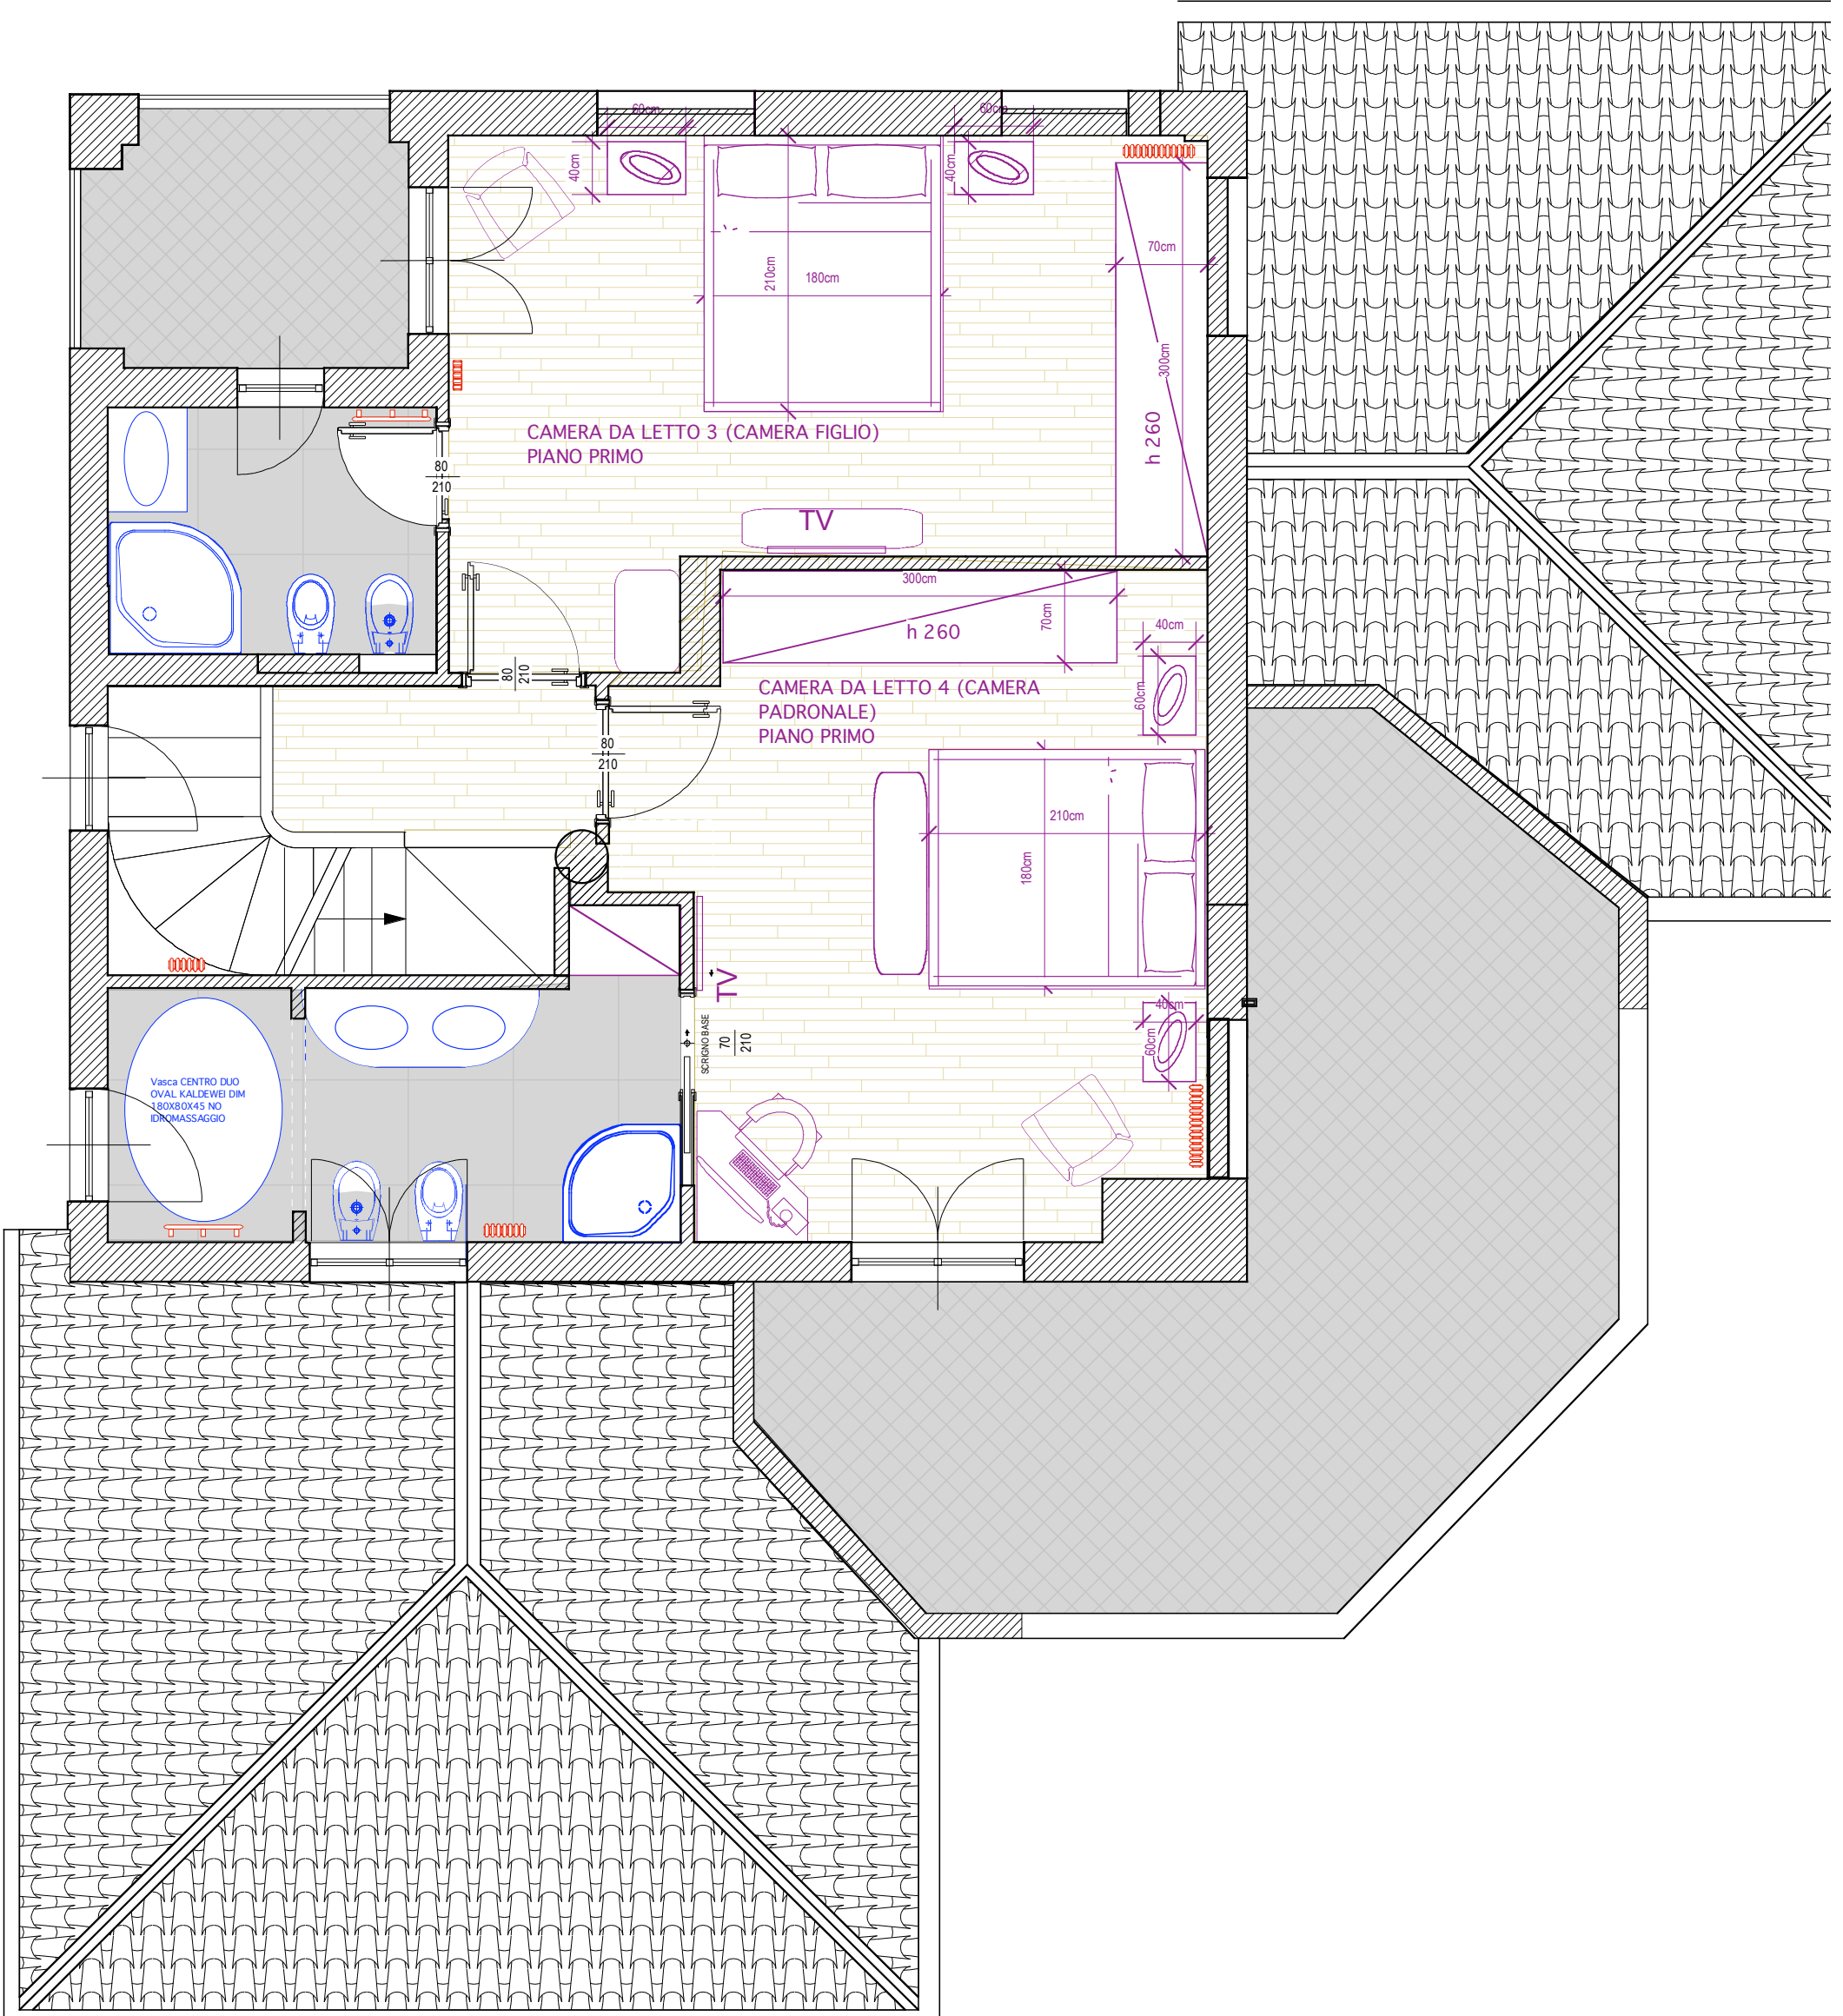 60cm
60cm
40cm
40cm
70cm
210cm
180cm
300cm
h 260
CAMERA DA LETTO 3 (CAMERA FIGLIO)
PIANO PRIMO
80
210
TV
300cm
70cm
h 260
40cm
60cm
80
210
CAMERA DA LETTO 4 (CAMERA
PADRONALE)
PIANO PRIMO
80
210
210cm
180cm
TV
40cm
60cm
SCRIGNO BASE
70
210
Vasca CENTRO DUO
OVAL KALDEWEI DIM
180X80X45 NO
IDROMASSAGGIO